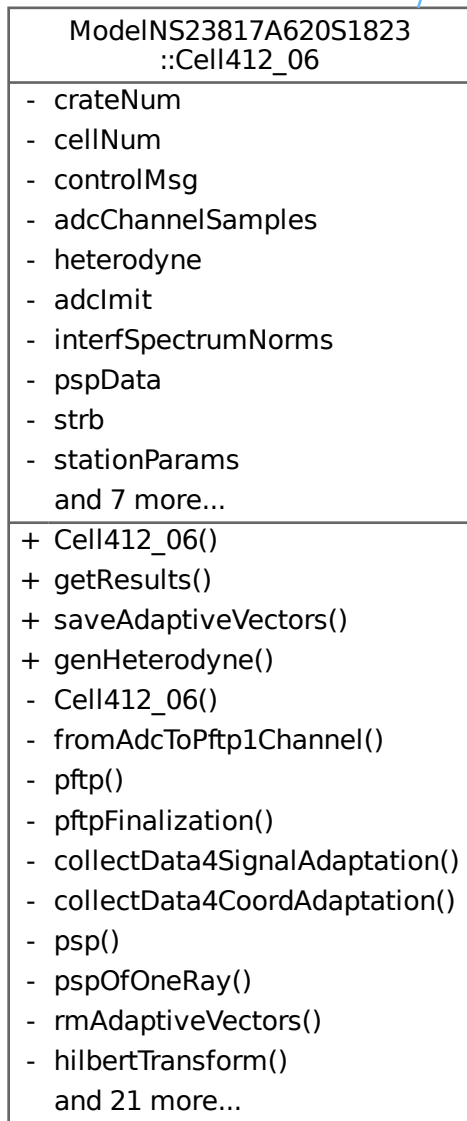 ModelNS23817A620S1823
::Cell412_06
- crateNum
- cellNum
- controlMsg
- adcChannelSamples
- heterodyne
- adcImit
- interfSpectrumNorms
- pspData
- strb
- stationParams
and 7 more...
+ Cell412_06()
+ getResults()
+ saveAdaptiveVectors()
+ genHeterodyne()
- Cell412_06()
- fromAdcToPftp1Channel()
- pftp()
- pftpFinalization()
- collectData4SignalAdaptation()
- collectData4CoordAdaptation()
- psp()
- pspOfOneRay()
- rmAdaptiveVectors()
- hilbertTransform()
and 21 more...